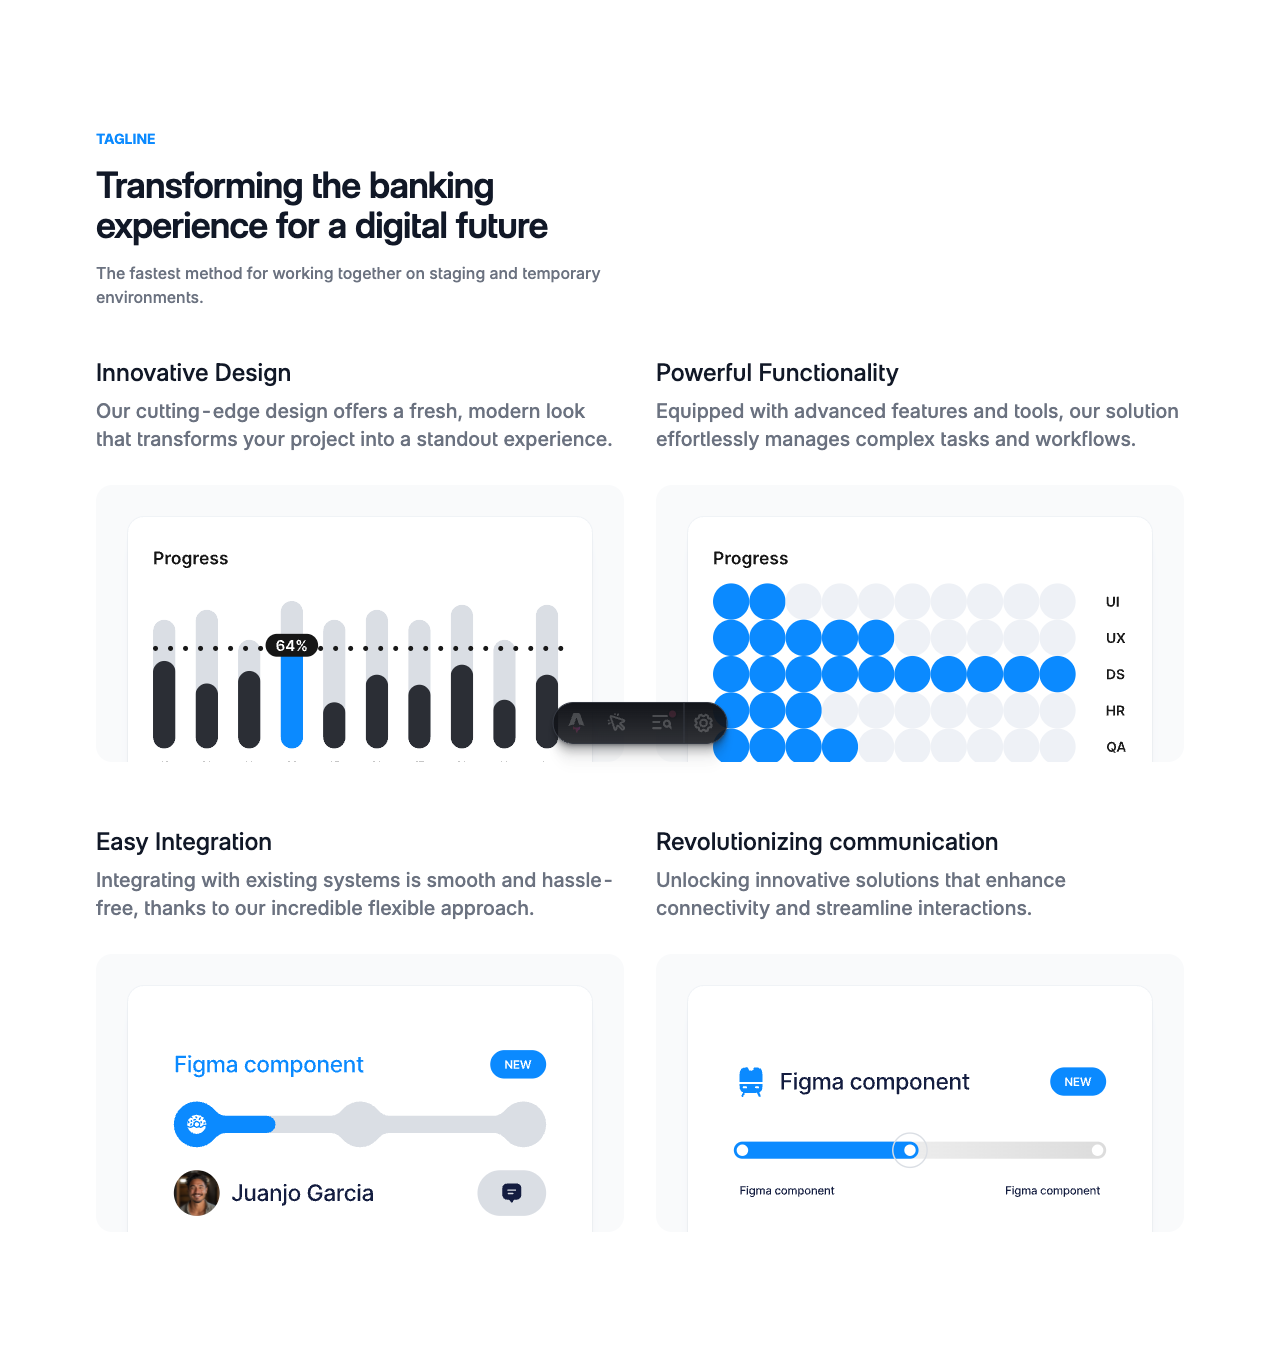 TAGLINE
Transforming the banking
experience for a digital future
The fastest method for working together on staging and temporary
environments.
Innovative Design
Our cutting-edge design offers a fresh, modern look
that transforms your project into a standout experience.
Powerful Functionality
Equipped with advanced features and tools, our solution
effortlessly manages complex tasks and workflows.
Progress
64%
Progress
UI
UX
DS
HR
QA
Easy Integration
Integrating with existing systems is smooth and hassle-
free, thanks to our incredible flexible approach.
Revolutionizing communication
Unlocking innovative solutions that enhance
connectivity and streamline interactions.
Figma component
NEW
Juanjo Garcia
Figma component
NEW
Figma component
Figma component